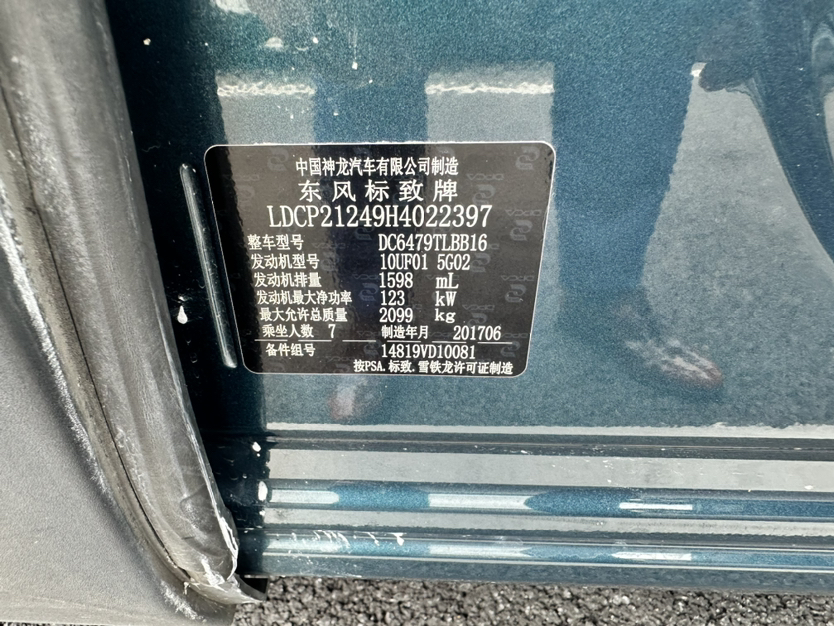 中国神龙汽车有限公司制造
东风标致牌
LDCP21249H4022397
整车型号 DC6479TLBB16
发动机型号 10UF01 5G02
发动机排量 1598 mL
发动机最大净功率 123 kW
最大允许总质量 2099 kg
乘坐人数 7 制造年月 201706
备件组号 14819VD10081
按PSA.标致.雪铁龙许可证制造